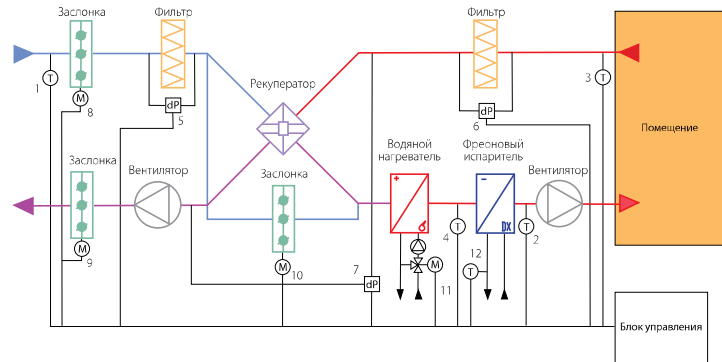 Заслонка
Фильтр
Фильтр
T
1
M
8
dP
5
Рекуператор
dP
6
T
3
Помещение
Заслонка
Вентилятор
Заслонка
Водяной
нагреватель
Фреоновый
испаритель
Вентилятор
+
-
DX
M
9
M
10
7
dP
4
T
M
11
12
T
T
2
Блок управления